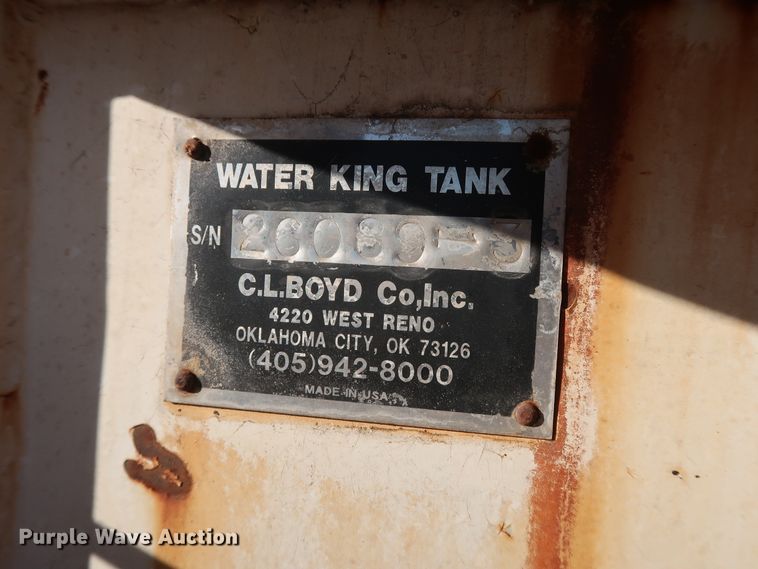 WATER KING TANK
S/N 26089-3
C.L.BOYD Co,Inc.
4220 WEST RENO
OKLAHOMA CITY, OK 73126
(405)942-8000
MADE IN USA
Purple Wave Auction